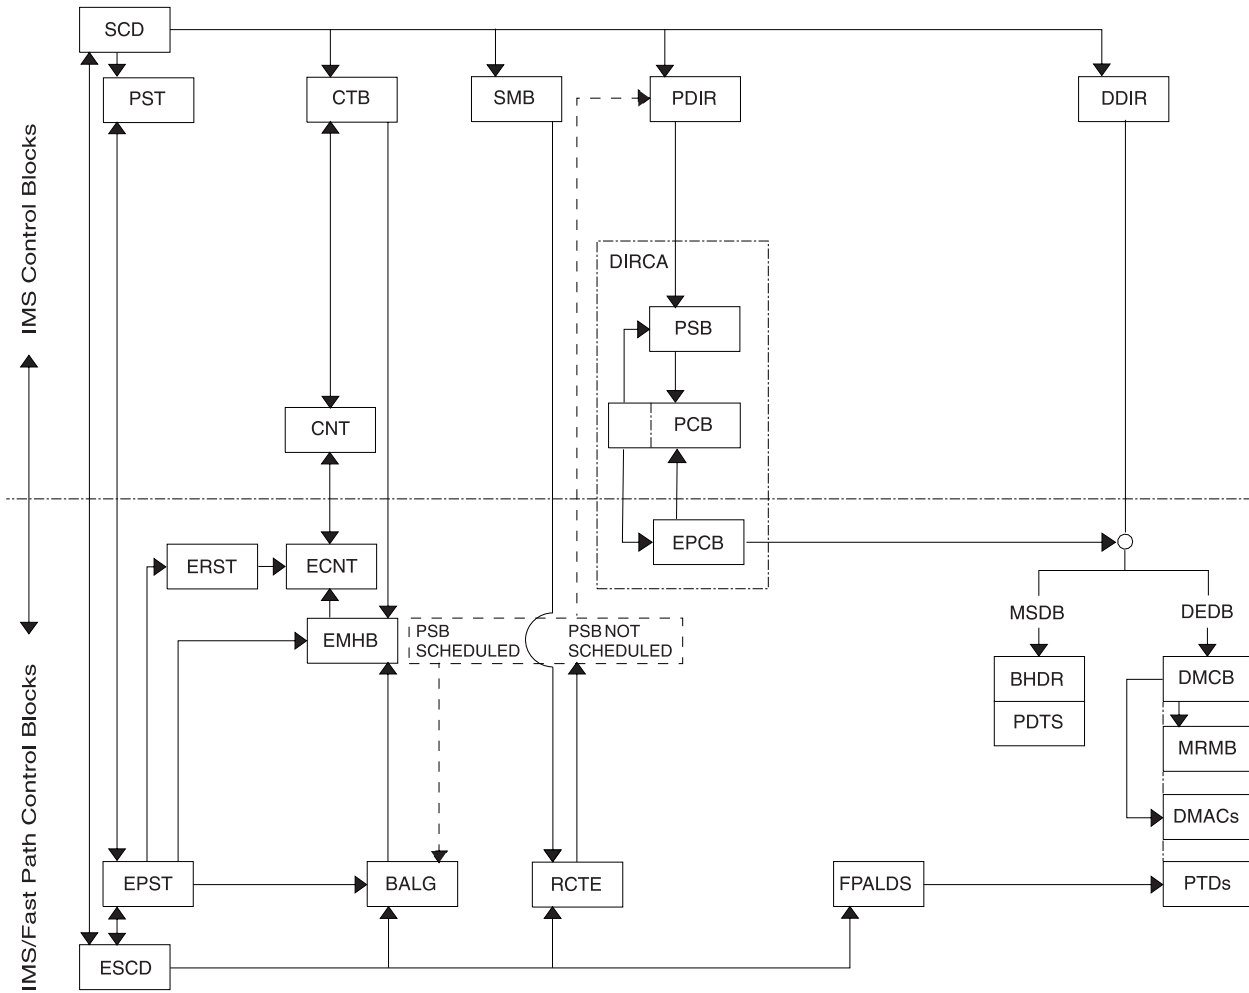 SCD
PST
CTB
SMB
PDIR
DDIR
IMS Control Blocks
DIRCA
PSB
PCB
CNT
EPCB
ERST
ECNT
MSDB
DEDB
EMHB
PSB
SCHEDULED
PSB NOT
SCHEDULED
BHDR
DMCB
PDTS
MRMB
IMS/Fast Path Control Blocks
DMACs
EPST
BALG
RCTE
FPALDS
PTDs
ESCD